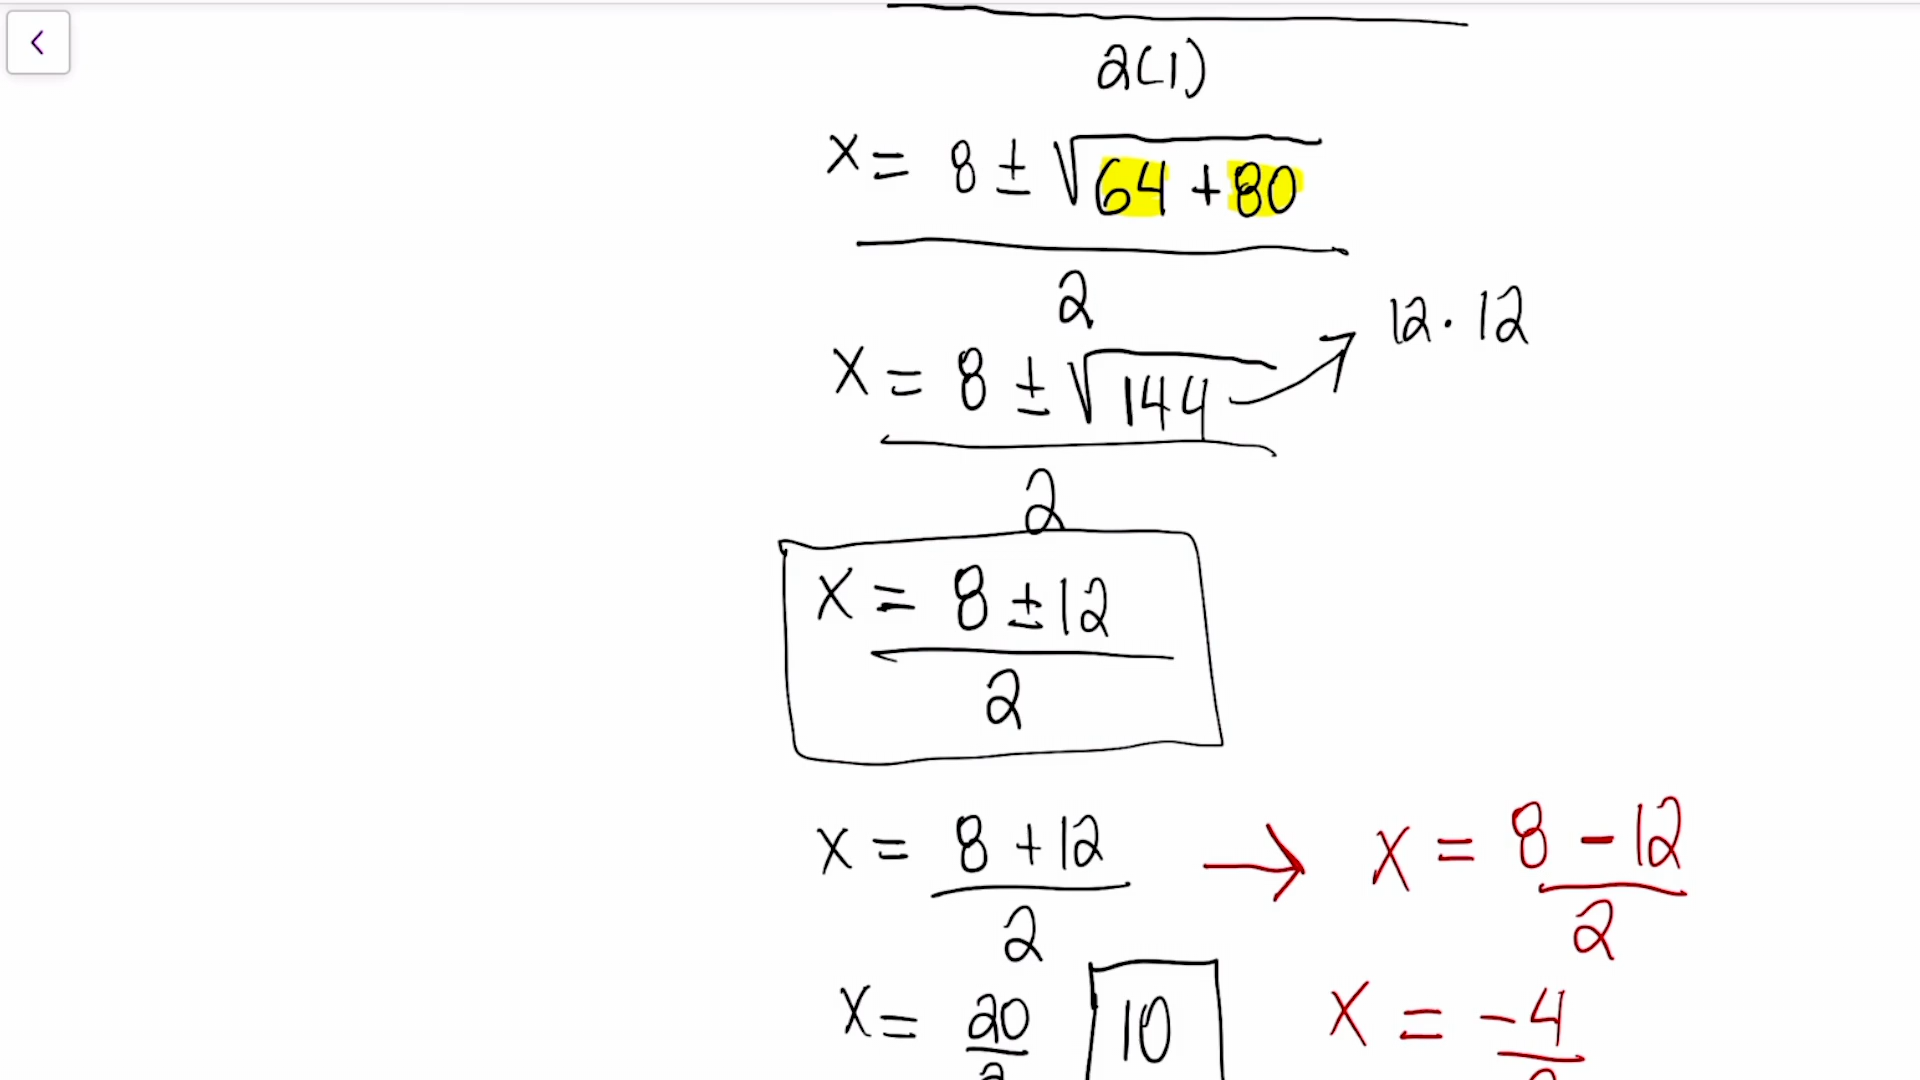 2(1)
x = 8 ± √64 + 80
2
12 · 12
x = 8 ± √144
2
x = 8 ± 12
2
x = 8 + 12 → x = 8 - 12
2 2
x = 20 10 x = -4